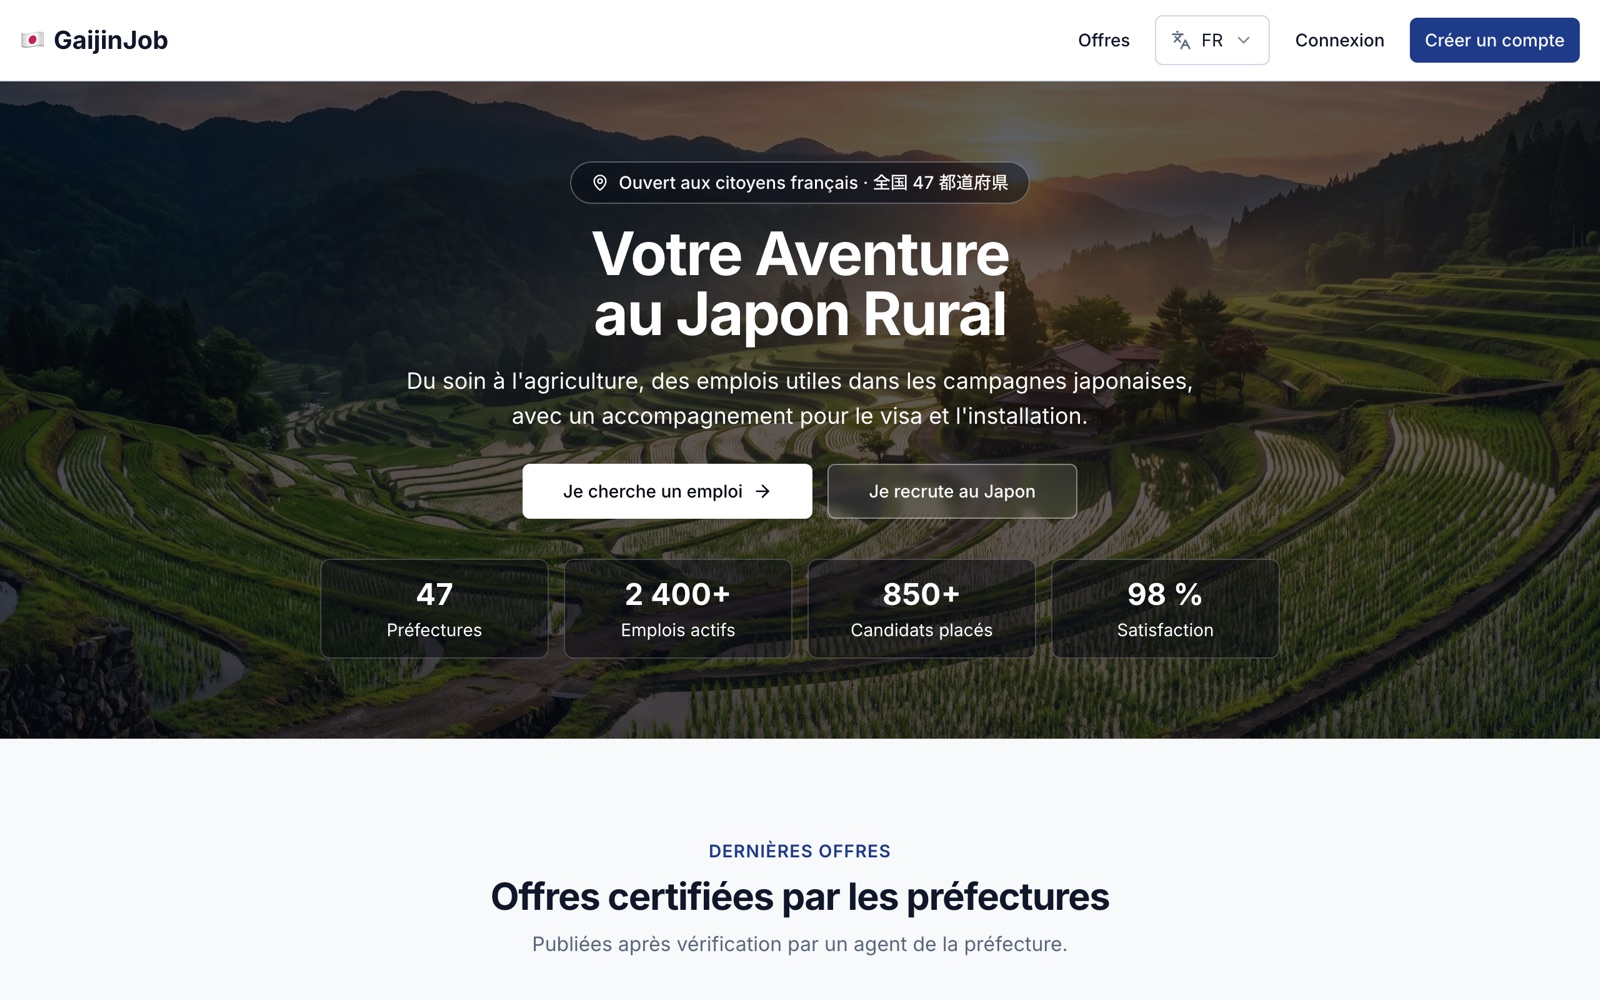 🇯🇵 GaijinJob
Offres
FR
Connexion
Créer un compte
Ouvert aux citoyens français · 全国 47 都道府県
Votre Aventure
au Japon Rural
Du soin à l'agriculture, des emplois utiles dans les campagnes japonaises,
avec un accompagnement pour le visa et l'installation.
Je cherche un emploi →
Je recrute au Japon
47
Préfectures
2 400+
Emplois actifs
850+
Candidats placés
98 %
Satisfaction
DERNIÈRES OFFRES
Offres certifiées par les préfectures
Publiées après vérification par un agent de la préfecture.